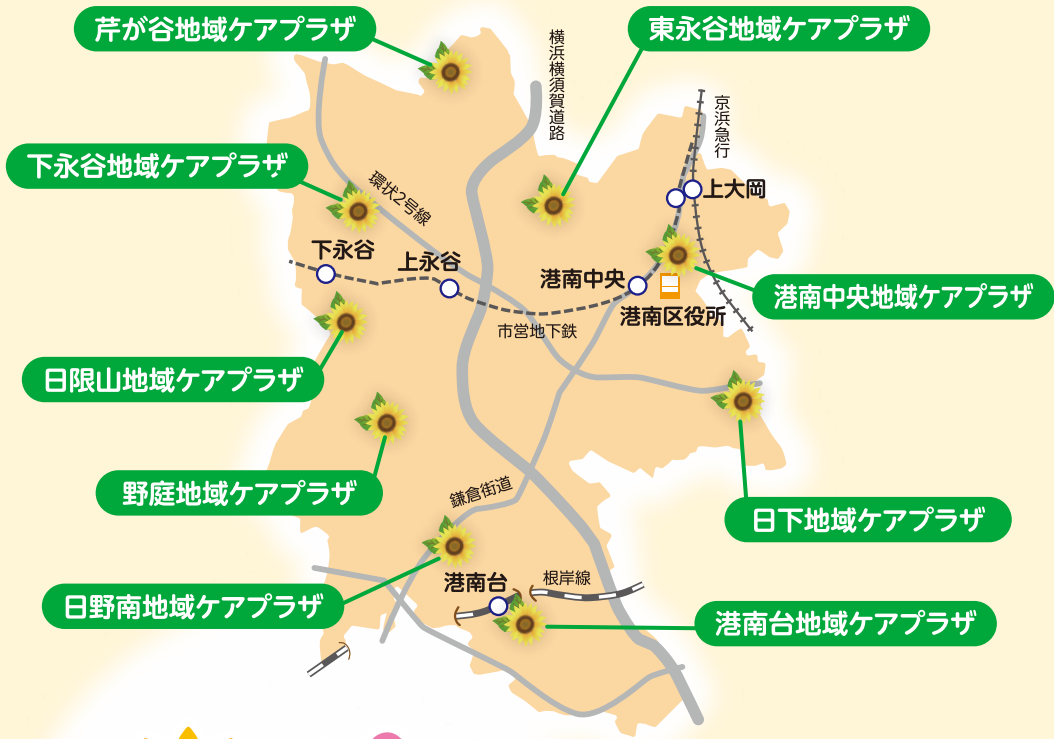 芹が谷地域ケアプラザ
東永谷地域ケアプラザ
横浜横須賀道路
京浜急行
下永谷地域ケアプラザ
環状2号線
上大岡
下永谷
上永谷
港南中央
港南中央地域ケアプラザ
港南区役所
市営地下鉄
日限山地域ケアプラザ
野庭地域ケアプラザ
鎌倉街道
日下地域ケアプラザ
港南台
根岸線
日野南地域ケアプラザ
港南台地域ケアプラザ